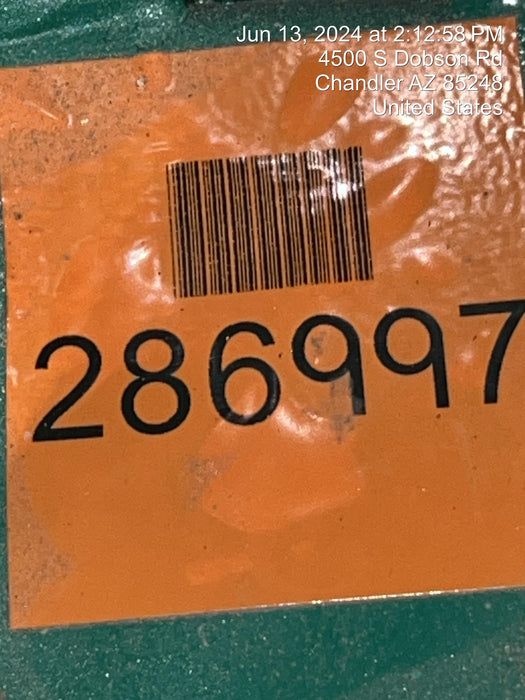 Jun 13, 2024 at 2:12:58 PM
4500 S Dobson Rd
Chandler AZ 85248
United States
286997